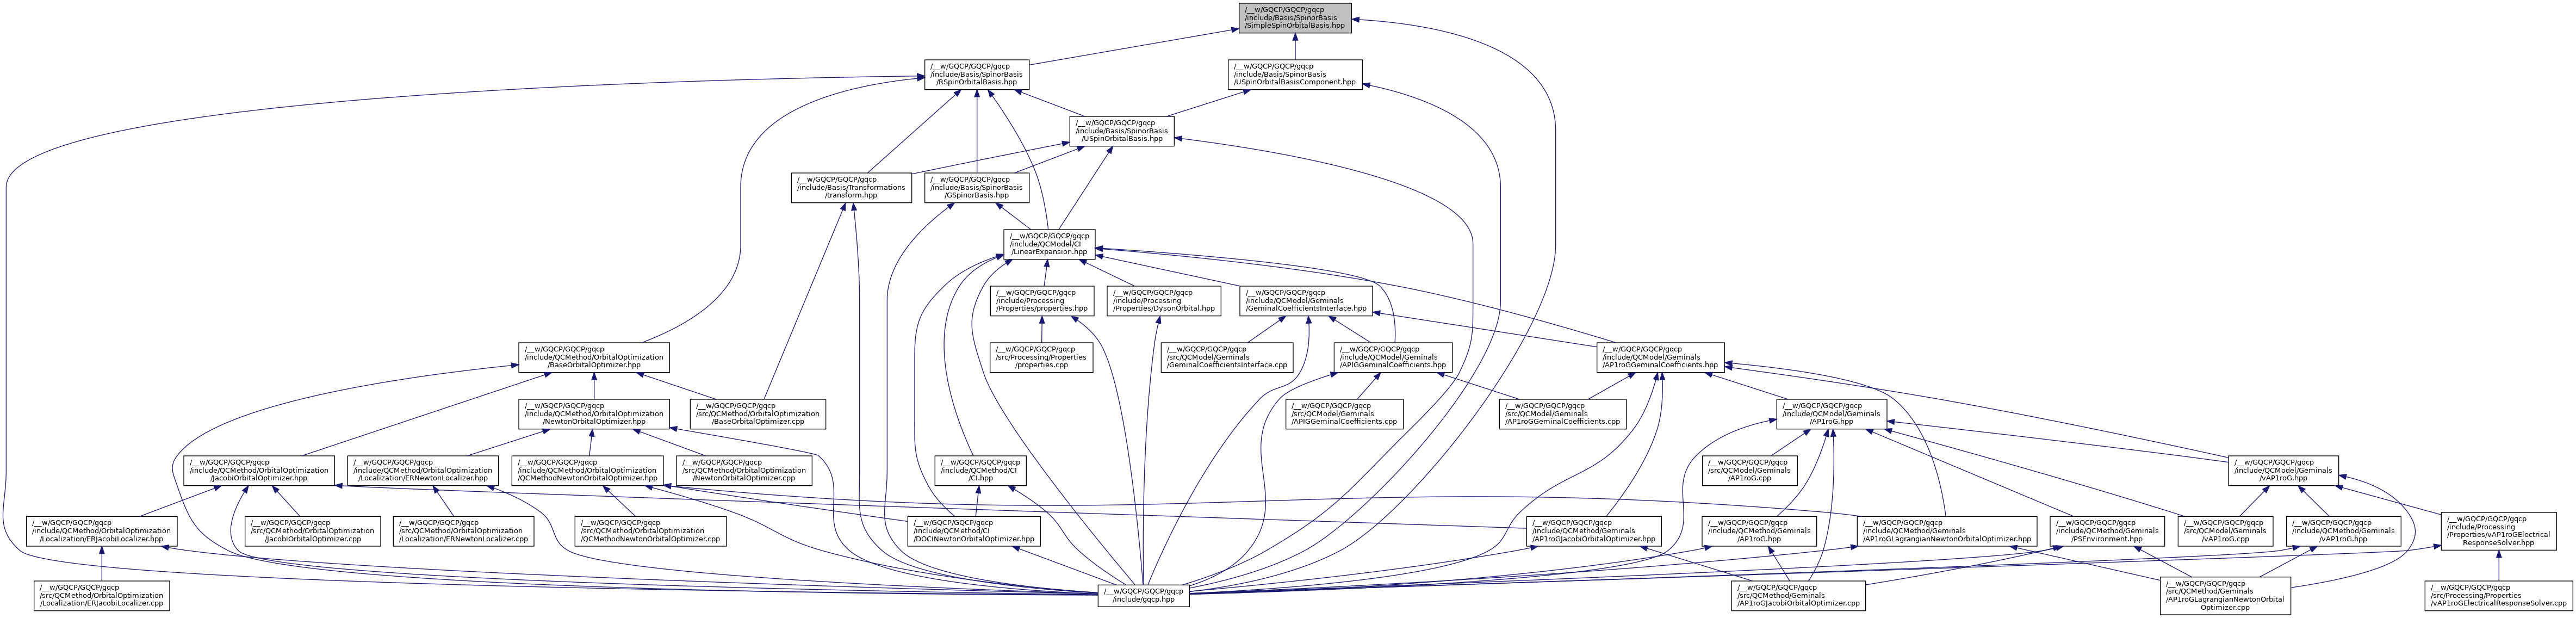 /__w/GQCP/GQCP/gqcp
/include/Basis/SpinorBasis
/SimpleSpinOrbitalBasis.hpp
/__w/GQCP/GQCP/gqcp
/include/Basis/SpinorBasis
/RSpinOrbitalBasis.hpp
/__w/GQCP/GQCP/gqcp
/include/Basis/SpinorBasis
/USpinOrbitalBasisComponent.hpp
/__w/GQCP/GQCP/gqcp
/include/Basis/SpinorBasis
/USpinOrbitalBasis.hpp
/__w/GQCP/GQCP/gqcp
/include/Basis/Transformations
/transform.hpp
/__w/GQCP/GQCP/gqcp
/include/Basis/SpinorBasis
/GSpinorBasis.hpp
/__w/GQCP/GQCP/gqcp
/include/QCModel/CI
/LinearExpansion.hpp
/__w/GQCP/GQCP/gqcp
/include/Processing
/Properties/properties.hpp
/__w/GQCP/GQCP/gqcp
/include/Processing
/Properties/DysonOrbital.hpp
/__w/GQCP/GQCP/gqcp
/include/QCModel/Geminals
/GeminalCoefficientsInterface.hpp
/__w/GQCP/GQCP/gqcp
/include/QCMethod/OrbitalOptimization
/BaseOrbitalOptimizer.hpp
/__w/GQCP/GQCP/gqcp
/src/Processing/Properties
/properties.cpp
/__w/GQCP/GQCP/gqcp
/src/QCModel/Geminals
/GeminalCoefficientsInterface.cpp
/__w/GQCP/GQCP/gqcp
/include/QCModel/Geminals
/APIGGeminalCoefficients.hpp
/__w/GQCP/GQCP/gqcp
/include/QCModel/Geminals
/AP1roGGeminalCoefficients.hpp
/__w/GQCP/GQCP/gqcp
/include/QCMethod/OrbitalOptimization
/NewtonOrbitalOptimizer.hpp
/__w/GQCP/GQCP/gqcp
/src/QCMethod/OrbitalOptimization
/BaseOrbitalOptimizer.cpp
/__w/GQCP/GQCP/gqcp
/src/QCModel/Geminals
/APIGGeminalCoefficients.cpp
/__w/GQCP/GQCP/gqcp
/src/QCModel/Geminals
/AP1roGGeminalCoefficients.cpp
/__w/GQCP/GQCP/gqcp
/include/QCModel/Geminals
/AP1roG.hpp
/__w/GQCP/GQCP/gqcp
/include/QCMethod/OrbitalOptimization
/JacobiOrbitalOptimizer.hpp
/__w/GQCP/GQCP/gqcp
/include/QCMethod/OrbitalOptimization
/Localization/ERNewtonLocalizer.hpp
/__w/GQCP/GQCP/gqcp
/include/QCMethod/OrbitalOptimization
/QCMethodNewtonOrbitalOptimizer.hpp
/__w/GQCP/GQCP/gqcp
/src/QCMethod/OrbitalOptimization
/NewtonOrbitalOptimizer.cpp
/__w/GQCP/GQCP/gqcp
/include/QCMethod/CI
/CI.hpp
/__w/GQCP/GQCP/gqcp
/src/QCModel/Geminals
/AP1roG.cpp
/__w/GQCP/GQCP/gqcp
/include/QCModel/Geminals
/vAP1roG.hpp
/__w/GQCP/GQCP/gqcp
/include/QCMethod/OrbitalOptimization
/Localization/ERJacobiLocalizer.hpp
/__w/GQCP/GQCP/gqcp
/src/QCMethod/OrbitalOptimization
/JacobiOrbitalOptimizer.cpp
/__w/GQCP/GQCP/gqcp
/src/QCMethod/OrbitalOptimization
/Localization/ERNewtonLocalizer.cpp
/__w/GQCP/GQCP/gqcp
/src/QCMethod/OrbitalOptimization
/QCMethodNewtonOrbitalOptimizer.cpp
/__w/GQCP/GQCP/gqcp
/include/QCMethod/CI
/DOCINewtonOrbitalOptimizer.hpp
/__w/GQCP/GQCP/gqcp
/include/QCMethod/Geminals
/AP1roGJacobiOrbitalOptimizer.hpp
/__w/GQCP/GQCP/gqcp
/include/QCMethod/Geminals
/AP1roG.hpp
/__w/GQCP/GQCP/gqcp
/include/QCMethod/Geminals
/AP1roGLagrangianNewtonOrbitalOptimizer.hpp
/__w/GQCP/GQCP/gqcp
/include/QCMethod/Geminals
/PSEnvironment.hpp
/__w/GQCP/GQCP/gqcp
/src/QCModel/Geminals
/vAP1roG.cpp
/__w/GQCP/GQCP/gqcp
/include/QCMethod/Geminals
/vAP1roG.hpp
/__w/GQCP/GQCP/gqcp
/include/Processing
/Properties/vAP1roGElectrical
ResponseSolver.hpp
/__w/GQCP/GQCP/gqcp
/src/QCMethod/OrbitalOptimization
/Localization/ERJacobiLocalizer.cpp
/__w/GQCP/GQCP/gqcp
/include/gqcp.hpp
/__w/GQCP/GQCP/gqcp
/src/QCMethod/Geminals
/AP1roGJacobiOrbitalOptimizer.cpp
/__w/GQCP/GQCP/gqcp
/src/QCMethod/Geminals
/AP1roGLagrangianNewtonOrbital
Optimizer.cpp
/__w/GQCP/GQCP/gqcp
/src/Processing/Properties
/vAP1roGElectricalResponseSolver.cpp